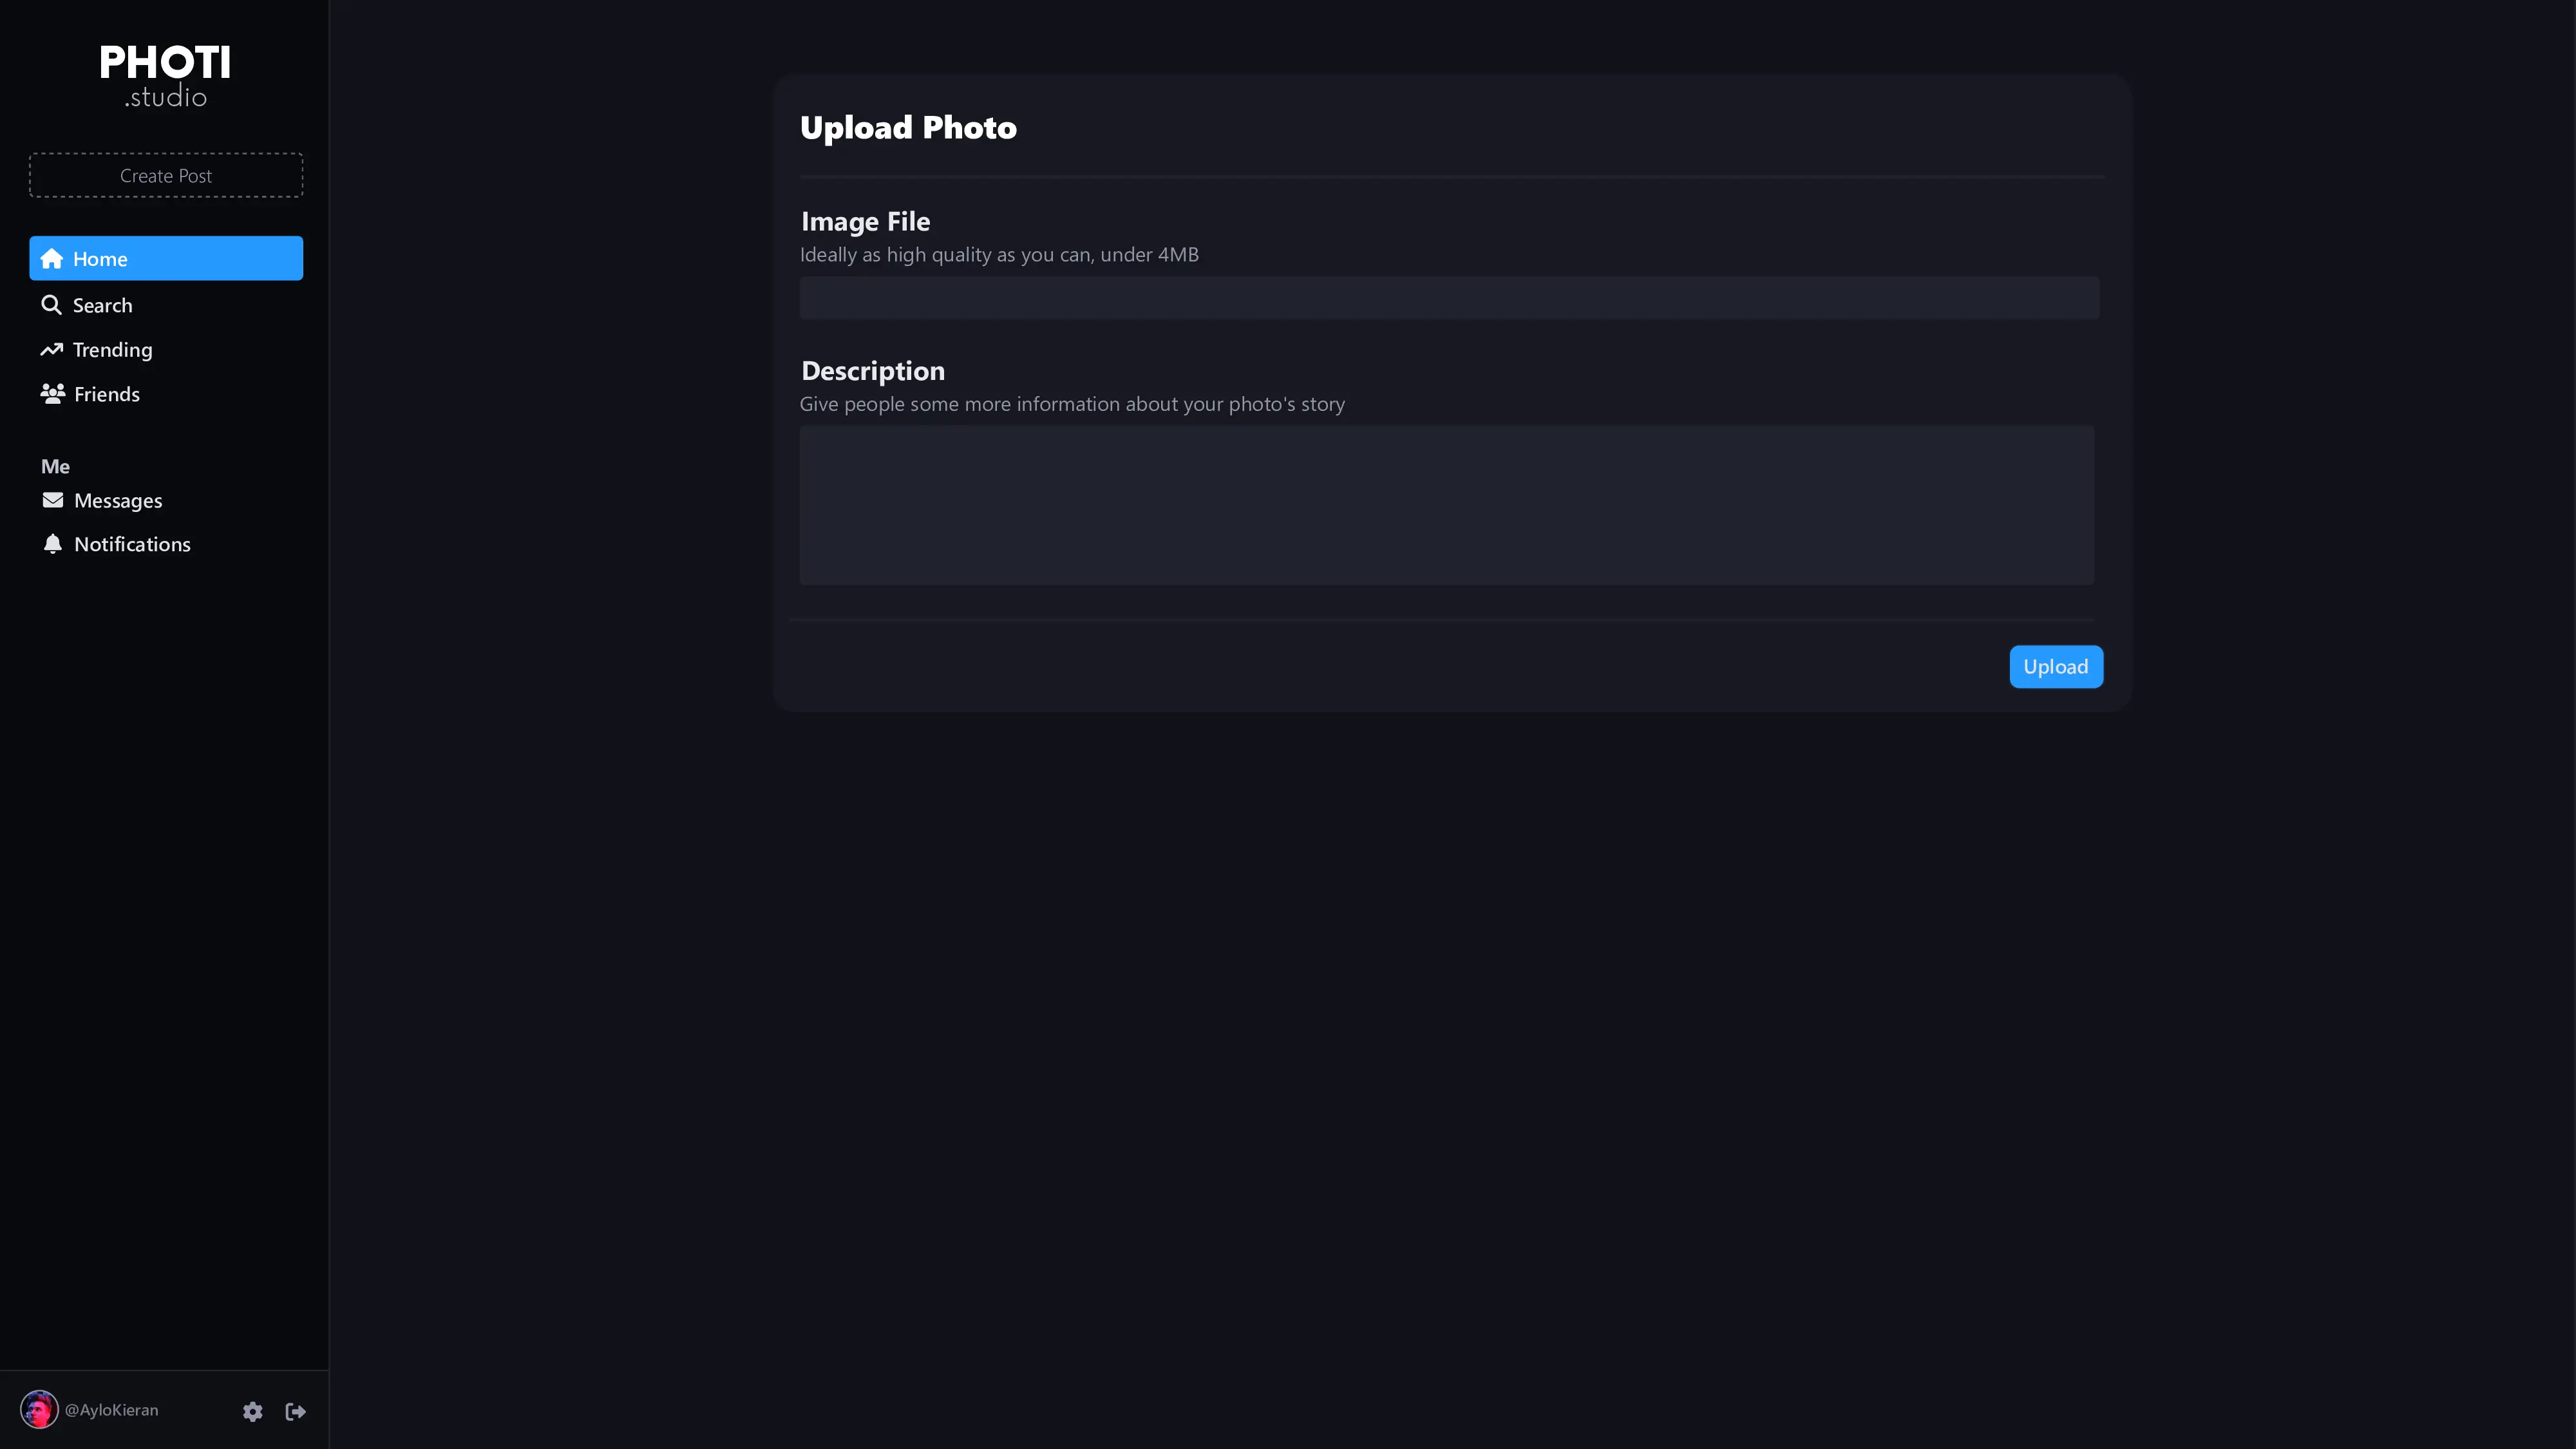 PHOTI
.studio
Create Post
Home
Search
Trending
Friends
Me
Messages
Notifications
@AyloKieran
Upload Photo
Image File
Ideally as high quality as you can, under 4MB
Description
Give people some more information about your photo's story
Upload